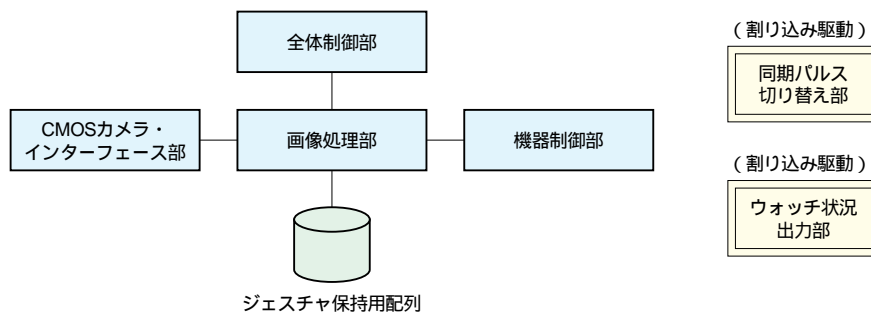 全体制御部
CMOSカメラ・
インターフェース部
画像処理部
機器制御部
ジェスチャ保持用配列
(割り込み駆動)
同期パルス
切り替え部
(割り込み駆動)
ウォッチ状況
出力部